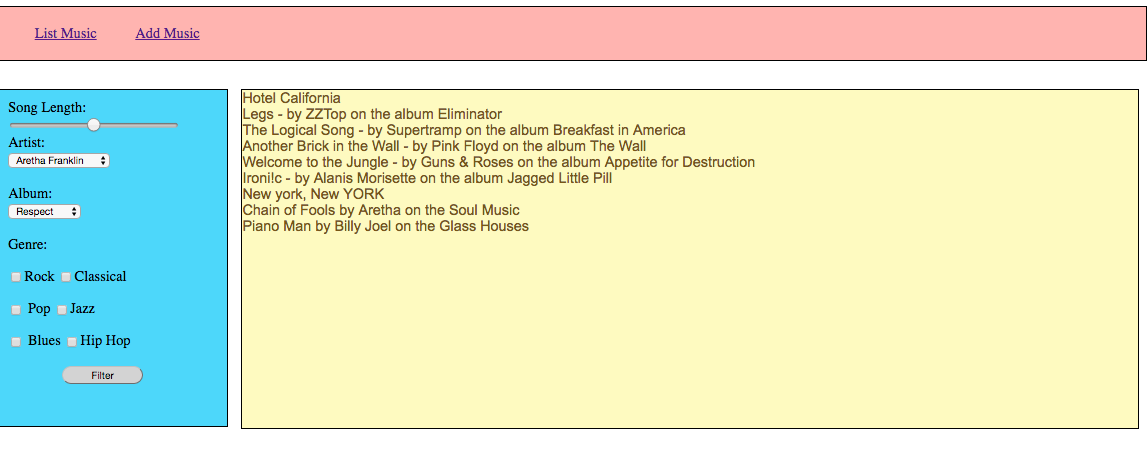 List Music Add Music
Song Length:
Artist:
Aretha Franklin
Album:
Respect
Genre:
Rock Classical
Pop Jazz
Blues Hip Hop
Filter
Hotel California
Legs - by ZZTop on the album Eliminator
The Logical Song - by Supertramp on the album Breakfast in America
Another Brick in the Wall - by Pink Floyd on the album The Wall
Welcome to the Jungle - by Guns & Roses on the album Appetite for Destruction
Ironi!c - by Alanis Morisette on the album Jagged Little Pill
New york, New YORK
Chain of Fools by Aretha on the Soul Music
Piano Man by Billy Joel on the Glass Houses